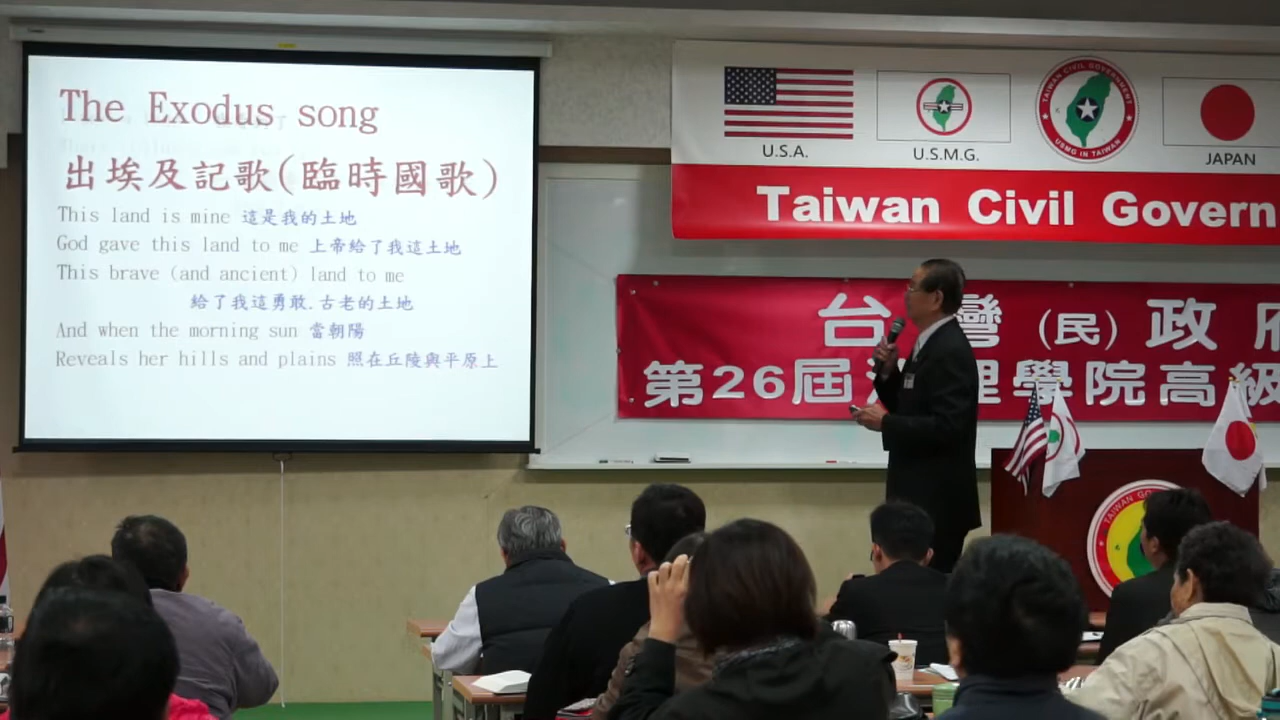 The Exodus song
出埃及記歌(臨時國歌)
This land is mine 這是我的土地
God gave this land to me 上帝給了我這土地
This brave (and ancient) land to me
給了我這勇敢.古老的土地
And when the morning sun 當朝陽
Reveals her hills and plains 照在丘陵與平原上
U.S.A.
U.S.M.G.
TAIWAN CIVIL GOVERNMENT
USMG IN TAIWAN
JAPAN
Taiwan Civil Govern
台灣(民)政府
第26屆法理學院高級
TAIWAN GO